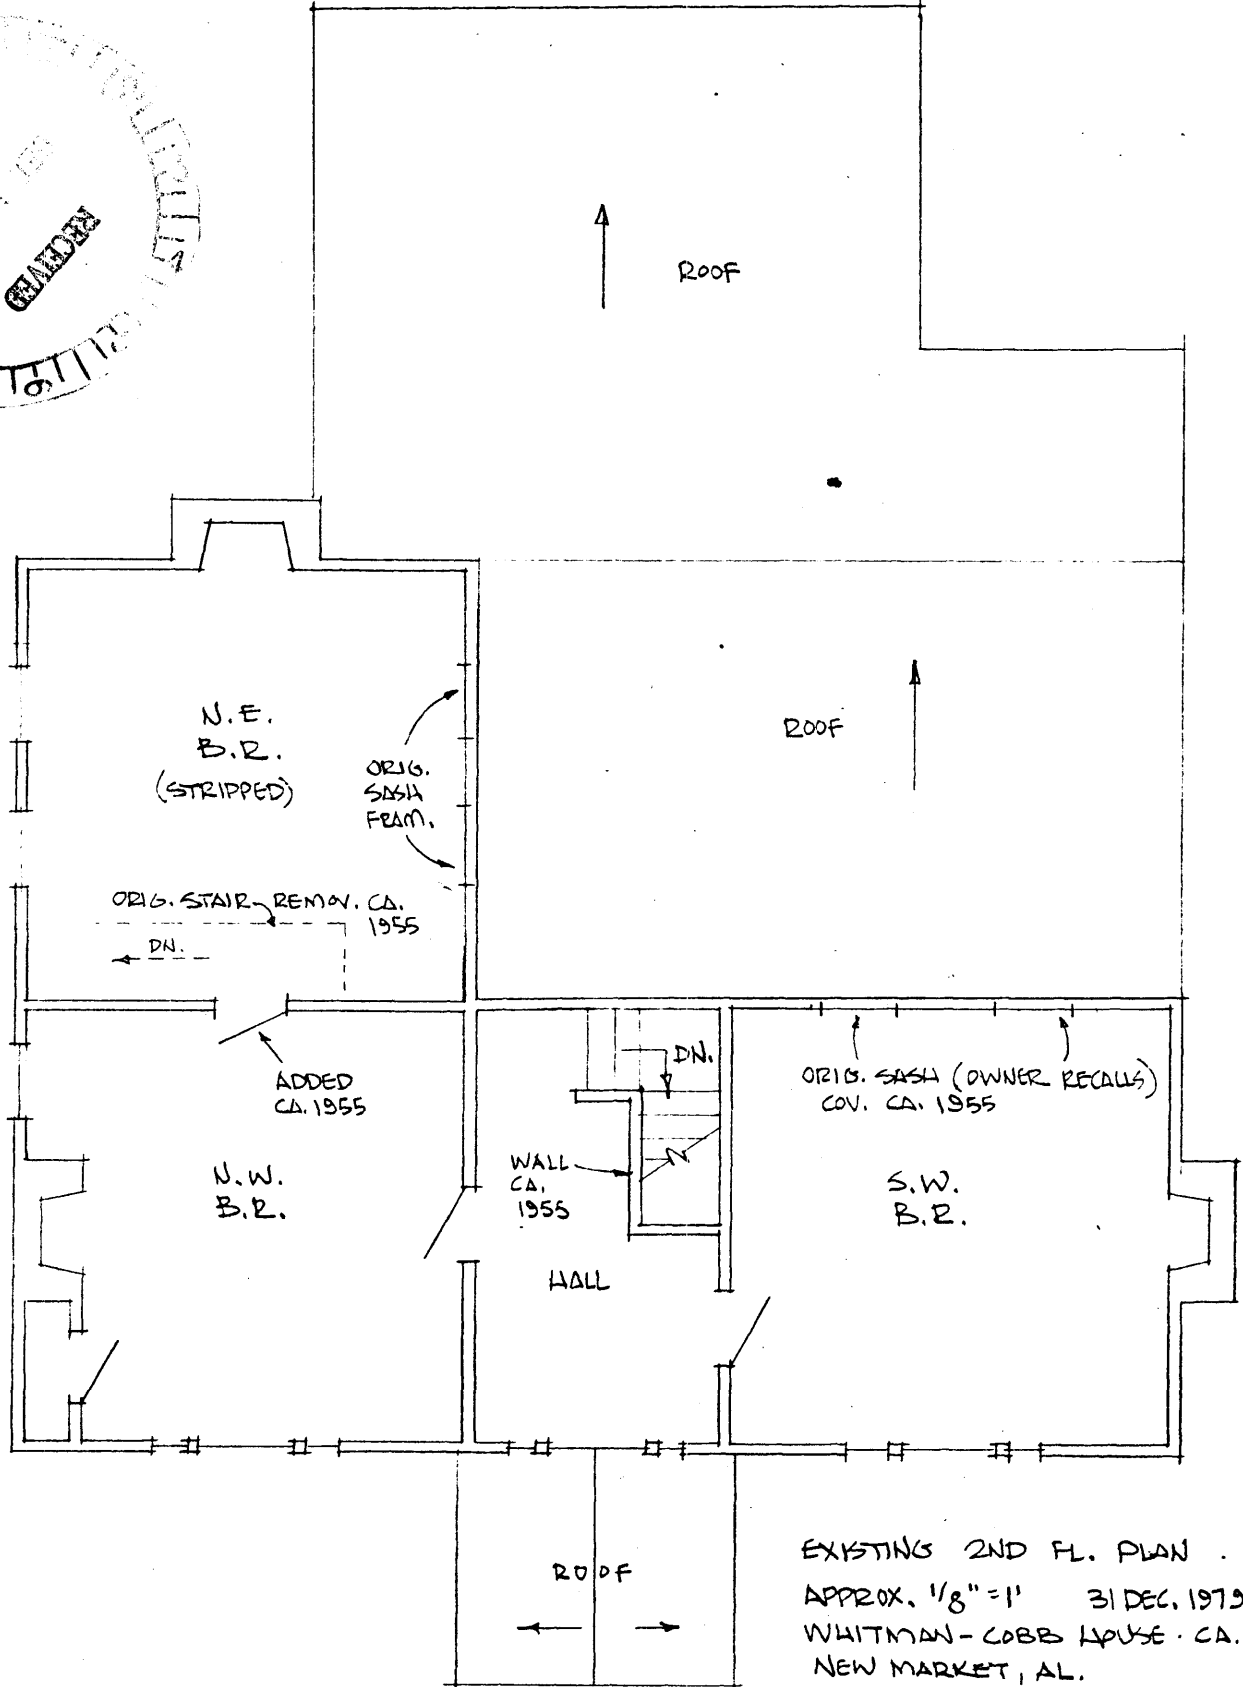 RECEIVED
ROOF
N.E.
B.R.
(STRIPPED)
ORIG.
SASH
FRAM.
ROOF
ORIG. STAIR REMOV. CA.
1955
DN.
ADDED
CA. 1955
DN.
ORIG. SASH (OWNER RECALLS)
COV. CA. 1955
N.W.
B.R.
WALL
CA.
1955
S.W.
B.R.
HALL
ROOF
EXISTING 2ND FL. PLAN
APPROX. 1/8" = 1' 31 DEC. 1979
WHITMAN-COBB HOUSE · CA.
NEW MARKET, AL.